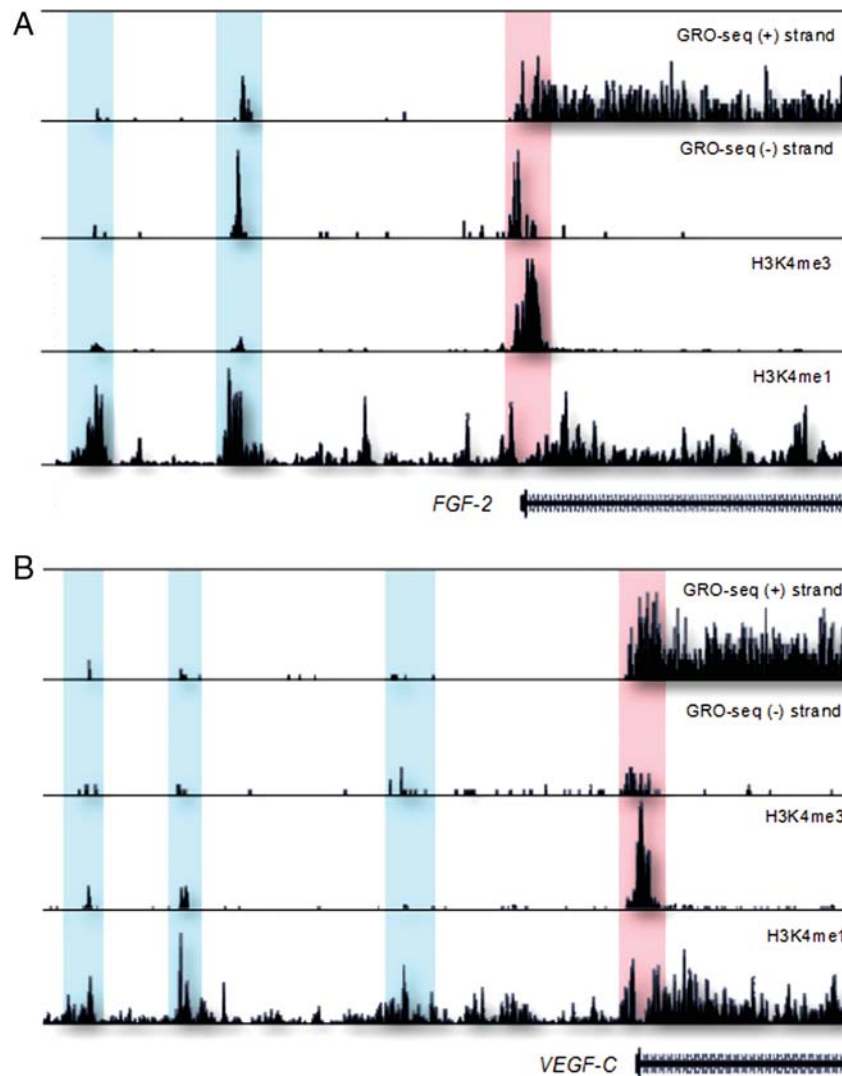 A
GRO-seq (+) strand
GRO-seq (-) strand
H3K4me3
H3K4me1
FGF-2
B
GRO-seq (+) strand
GRO-seq (-) strand
H3K4me3
H3K4me1
VEGF-C